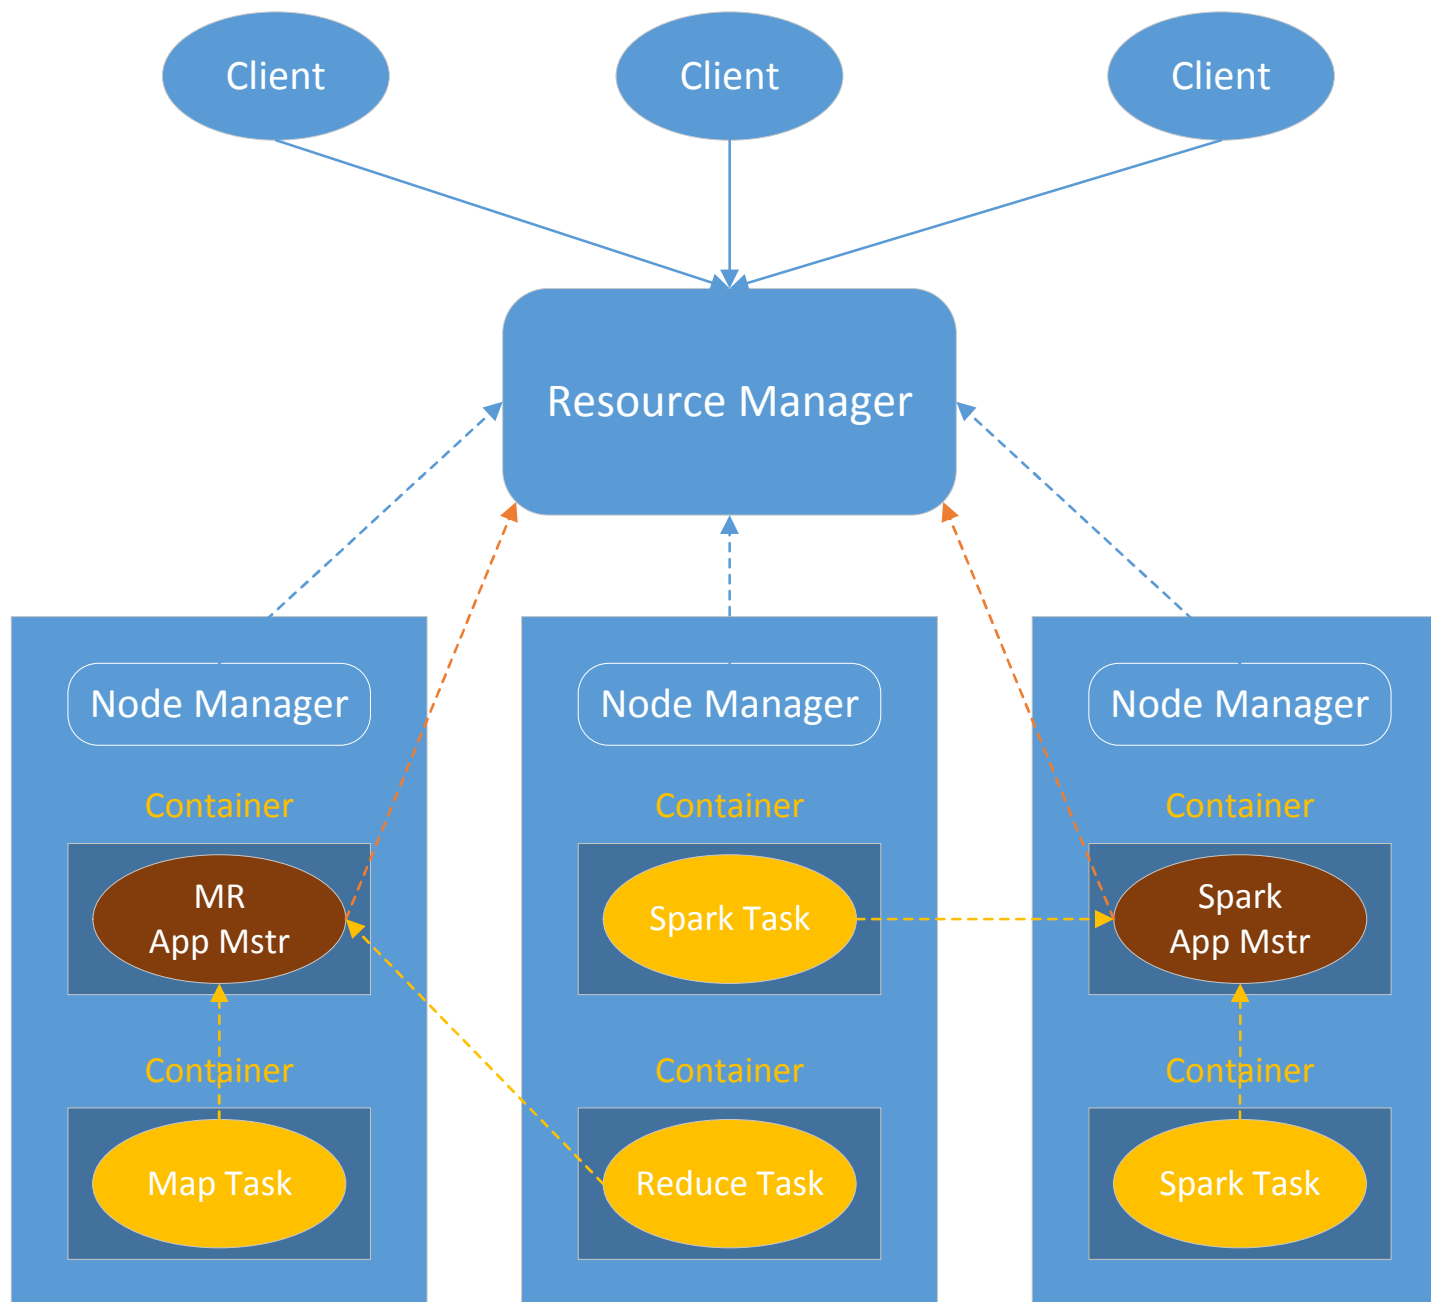 Client
Client
Client
Resource Manager
Node Manager
Node Manager
Node Manager
Container
Container
Container
MR
App Mstr
Spark Task
Spark
App Mstr
Container
Container
Container
Map Task
Reduce Task
Spark Task